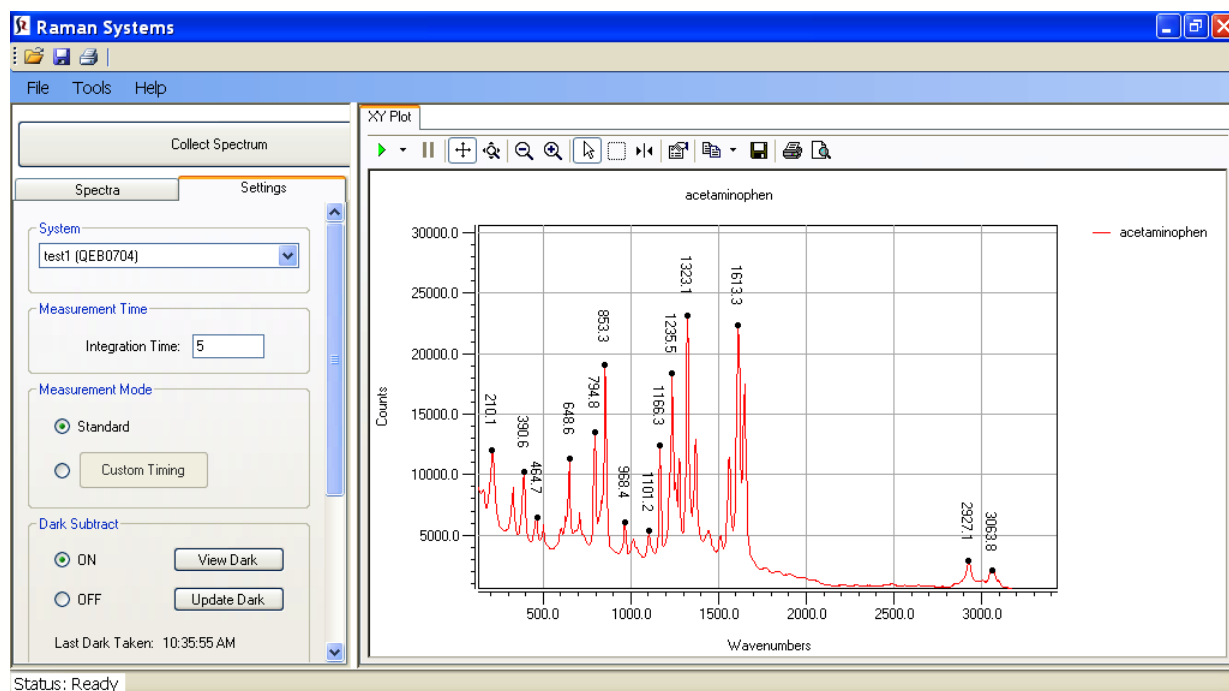 Raman Systems
File Tools Help
Collect Spectrum
Spectra Settings
System
test1 (QEB0704)
Measurement Time
Integration Time: 5
Measurement Mode
Standard
Custom Timing
Dark Subtract
ON View Dark
OFF Update Dark
Last Dark Taken: 10:35:55 AM
Status: Ready
XY Plot
acetaminophen
acetaminophen
Counts
30000.0
25000.0
20000.0
15000.0
10000.0
5000.0
210.1
390.6
464.7
648.6
794.8
853.3
968.4
1101.2
1166.3
1235.5
1323.1
1613.3
2927.1
3063.8
500.0 1000.0 1500.0 2000.0 2500.0 3000.0
Wavenumbers